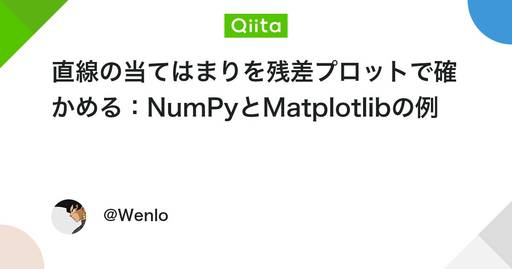 Qiita
直線の当てはまりを残差プロットで確
かめる：NumPyとMatplotlibの例
@Wenlo